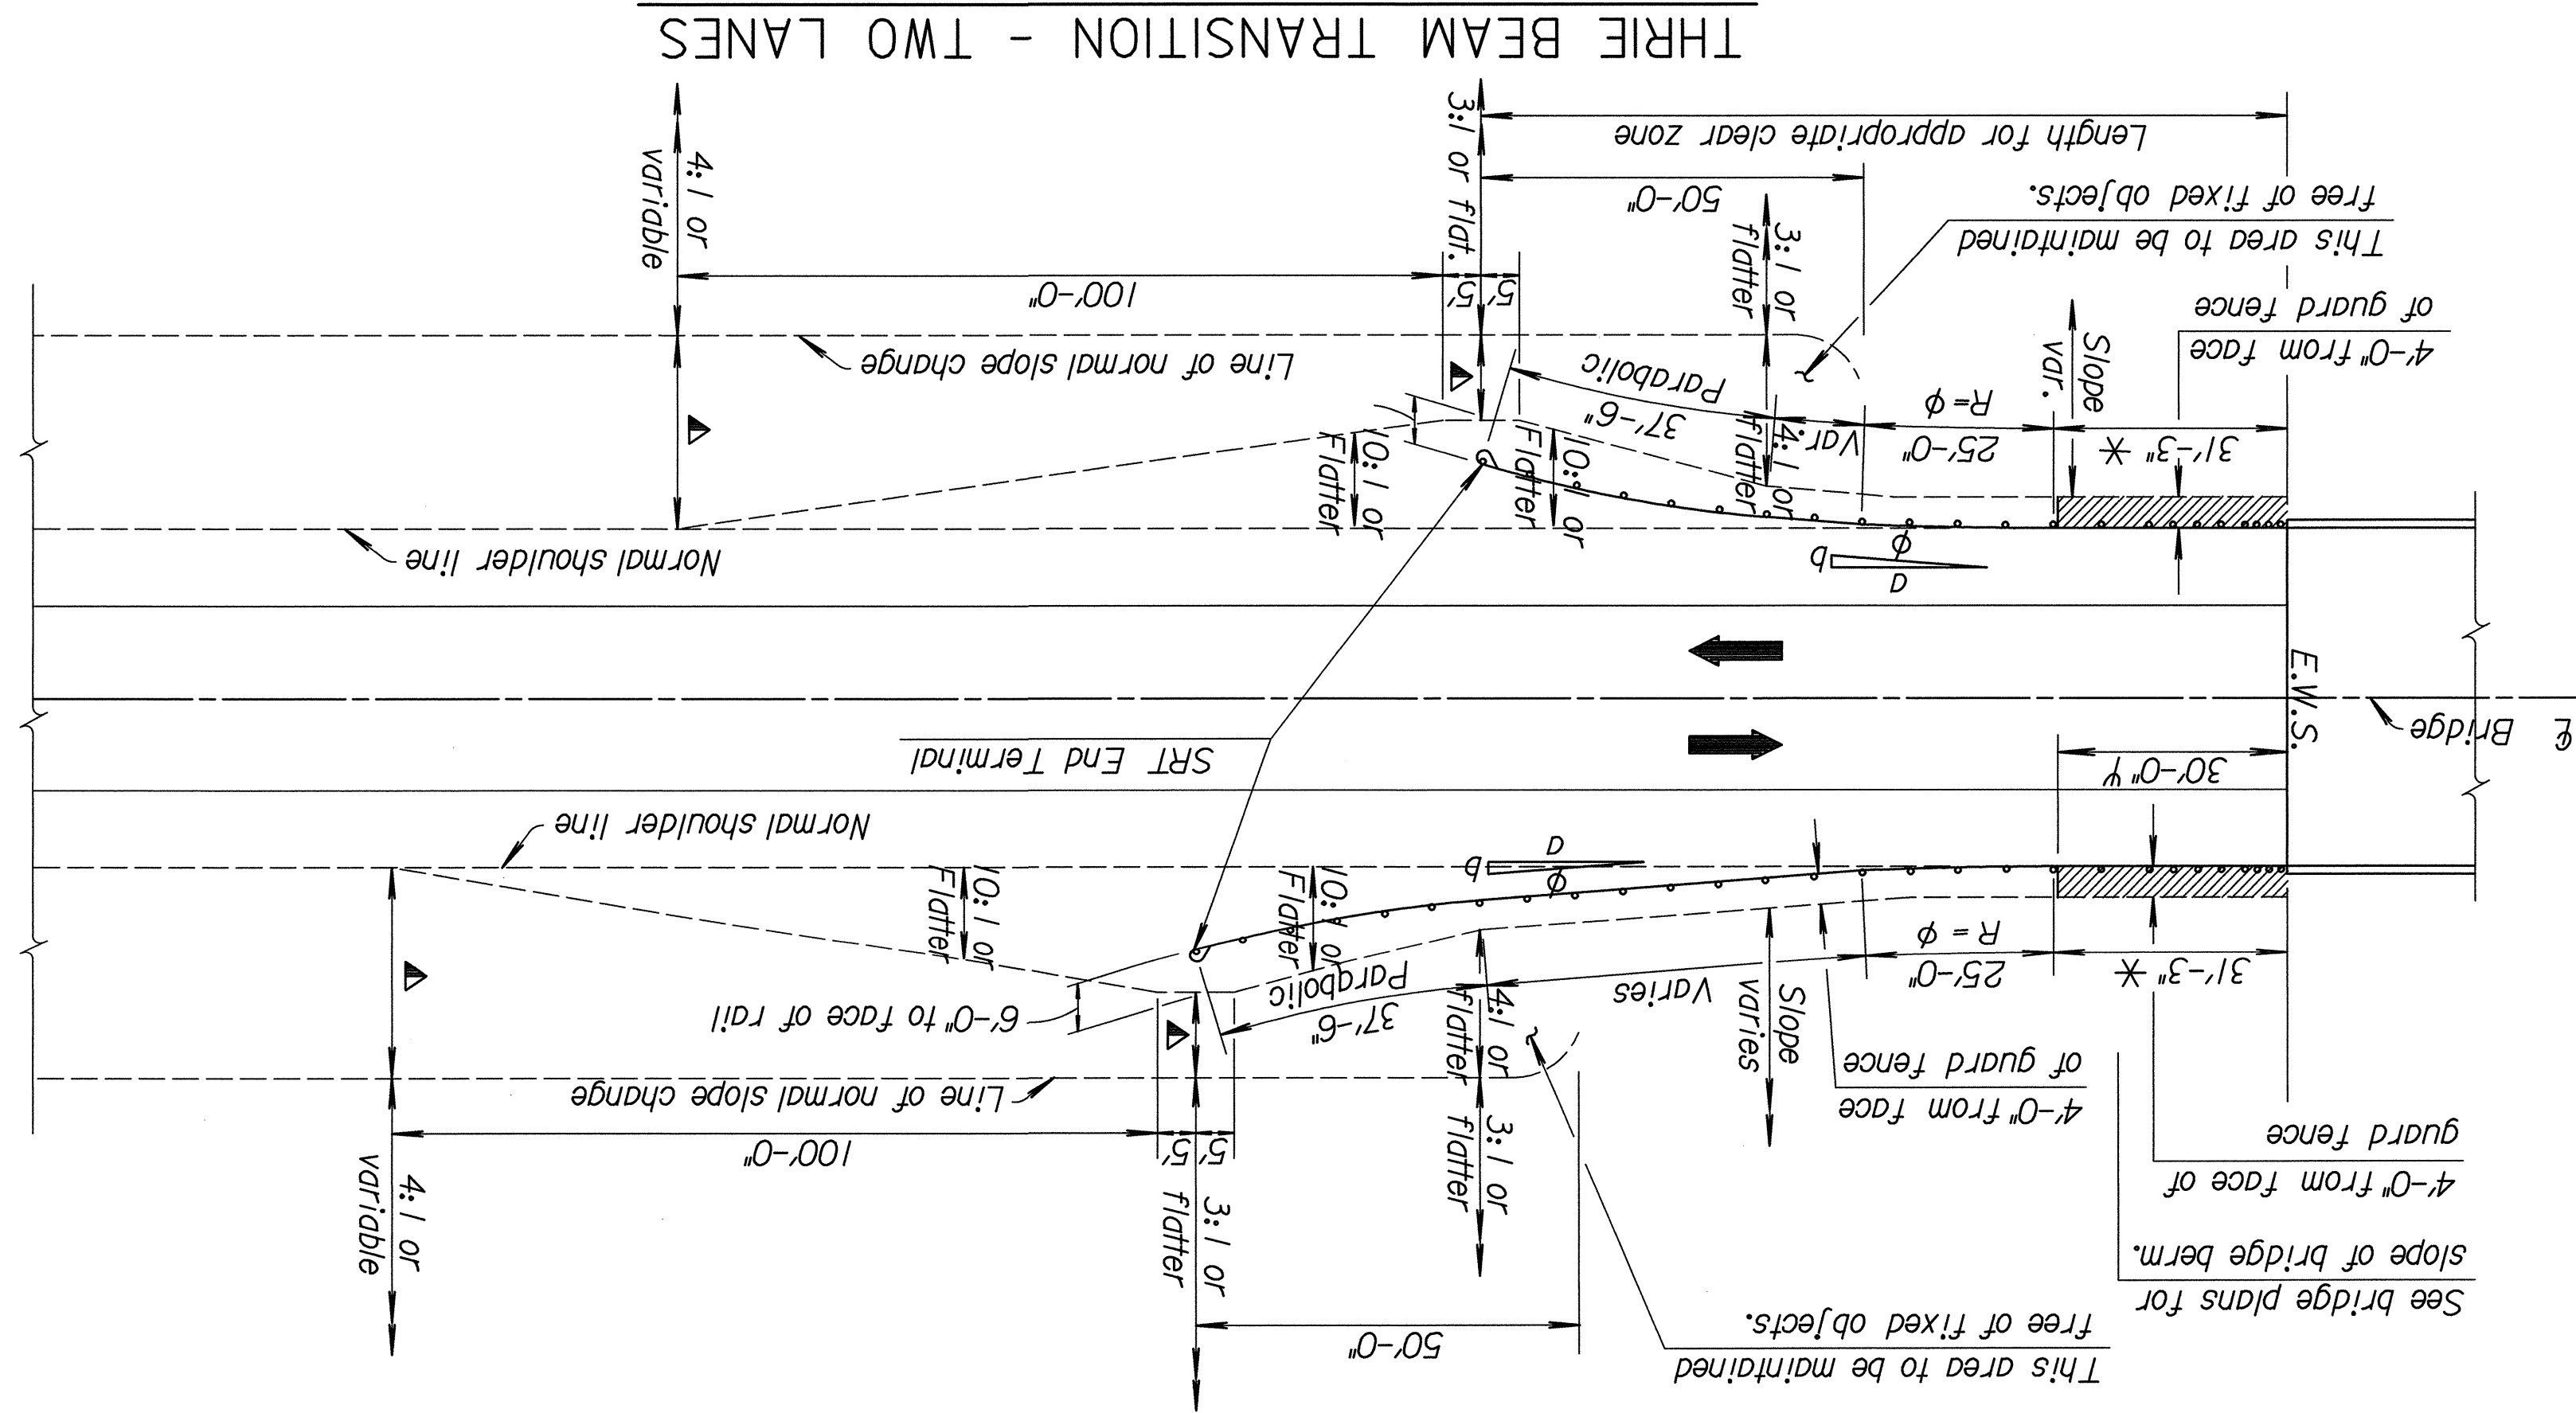 This area to be maintained
free of fixed objects.
50'-0"
See bridge plans for
slope of bridge berm.
4'-0" from face of
guard fence
4'-0" from face
of guard fence
Slope
varies
3:1 or
flatter
3:1 or
flatter
4:1 or
variable
5'
5'
100'-0"
Line of normal slope change
31'-3" *
25'-0"
R = ϕ
Varies
4:1 or
flatter
37'-6"
Parabolic
6'-0" to face of rail
10:1 or
Flatter
10:1 or
Flatter
ϕ
a
b
Normal shoulder line
30'-0" ψ
SRT End Terminal
℄ Bridge
E.W.S.
a
b
ϕ
Normal shoulder line
4'-0" from face
of guard fence
31'-3" *
Slope
var.
25'-0"
R=ϕ
Var.
4:1 or
flatter
37'-6"
Parabolic
10:1 or
Flatter
10:1 or
Flatter
Line of normal slope change
This area to be maintained
free of fixed objects.
3:1 or
flatter
5'
5'
100'-0"
50'-0"
3:1 or flat.
4:1 or
variable
Length for appropriate clear zone
THRIE BEAM TRANSITION - TWO LANES